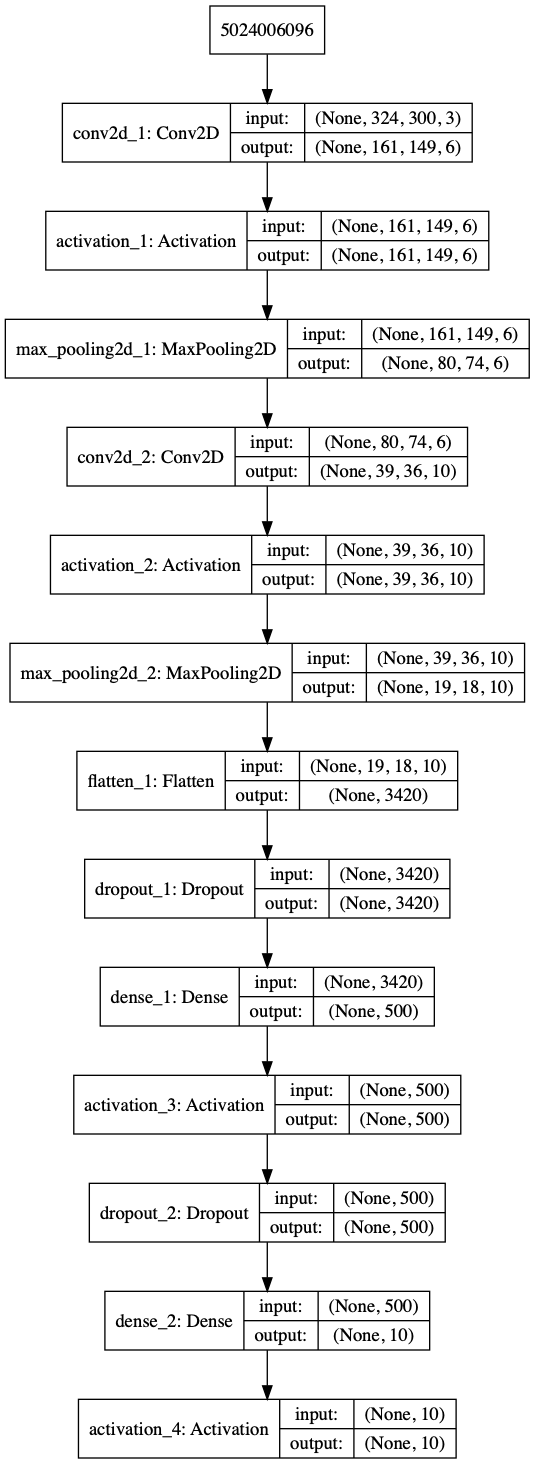 5024006096
conv2d_1: Conv2D
input: (None, 324, 300, 3)
output: (None, 161, 149, 6)
activation_1: Activation
input: (None, 161, 149, 6)
output: (None, 161, 149, 6)
max_pooling2d_1: MaxPooling2D
input: (None, 161, 149, 6)
output: (None, 80, 74, 6)
conv2d_2: Conv2D
input: (None, 80, 74, 6)
output: (None, 39, 36, 10)
activation_2: Activation
input: (None, 39, 36, 10)
output: (None, 39, 36, 10)
max_pooling2d_2: MaxPooling2D
input: (None, 39, 36, 10)
output: (None, 19, 18, 10)
flatten_1: Flatten
input: (None, 19, 18, 10)
output: (None, 3420)
dropout_1: Dropout
input: (None, 3420)
output: (None, 3420)
dense_1: Dense
input: (None, 3420)
output: (None, 500)
activation_3: Activation
input: (None, 500)
output: (None, 500)
dropout_2: Dropout
input: (None, 500)
output: (None, 500)
dense_2: Dense
input: (None, 500)
output: (None, 10)
activation_4: Activation
input: (None, 10)
output: (None, 10)